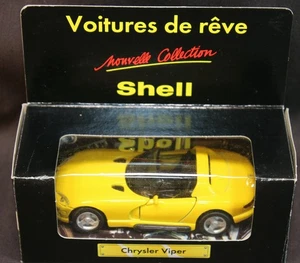 Voitures de rêve
nouvelle Collection
Shell
Chrysler Viper